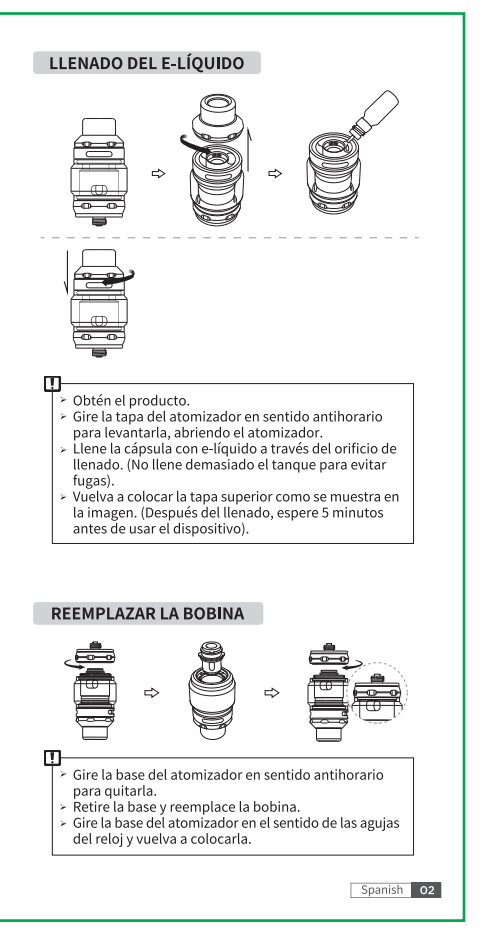 LLENADO DEL E-LÍQUIDO
Obtén el producto.
Gire la tapa del atomizador en sentido antihorario
para levantarla, abriendo el atomizador.
Llene la cápsula con e-líquido a través del orificio de
llenado. (No llene demasiado el tanque para evitar
fugas).
Vuelva a colocar la tapa superior como se muestra en
la imagen. (Después del llenado, espere 5 minutos
antes de usar el dispositivo).
REEMPLAZAR LA BOBINA
Gire la base del atomizador en sentido antihorario
para quitarla.
Retire la base y reemplace la bobina.
Gire la base del atomizador en el sentido de las agujas
del reloj y vuelva a colocarla.
Spanish 02